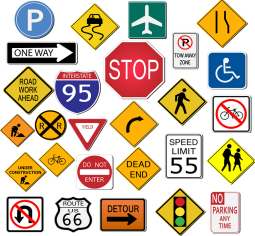 P
ONE WAY
TOW AWAY
ZONE
ROAD
WORK
AHEAD
INTERSTATE
95
STOP
R R
YIELD
SPEED
LIMIT
55
UNDER
CONSTRUCTION
DO NOT
ENTER
DEAD
END
ROUTE
US
66
DETOUR
NO
PARKING
ANY
TIME